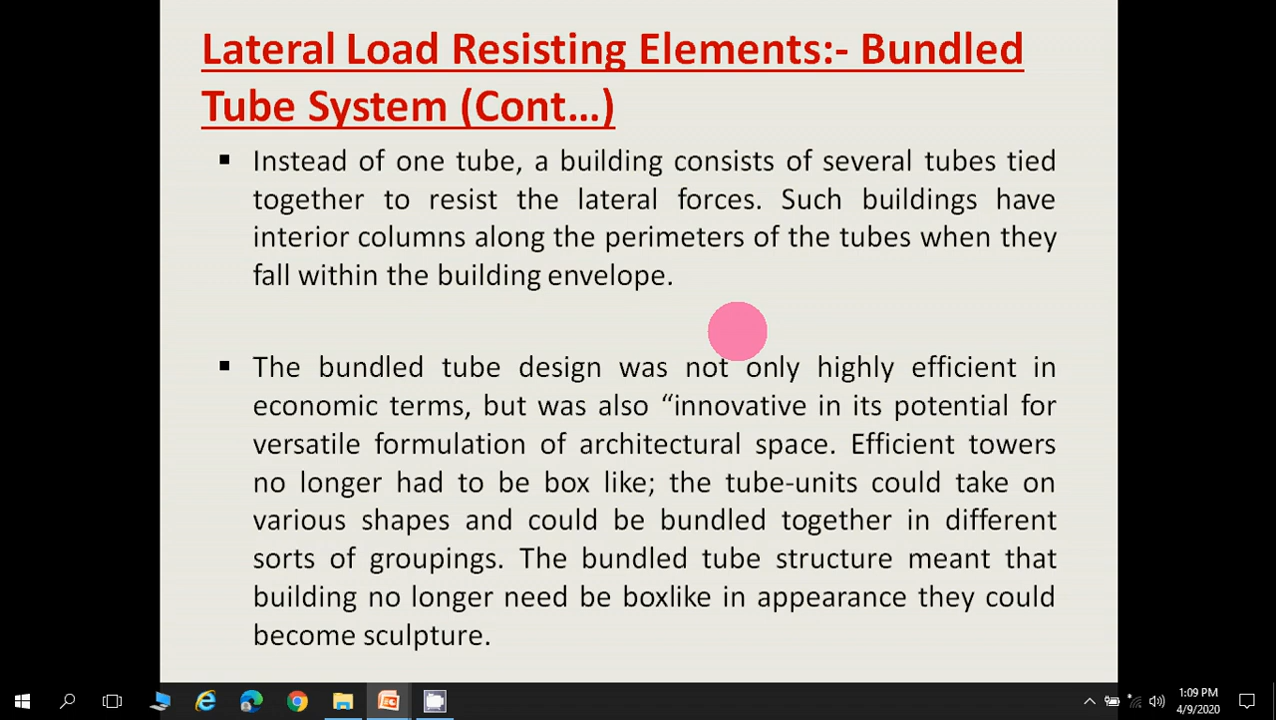 Lateral Load Resisting Elements:- Bundled
Tube System (Cont…)
▪ Instead of one tube, a building consists of several tubes tied
together to resist the lateral forces. Such buildings have
interior columns along the perimeters of the tubes when they
fall within the building envelope.
▪ The bundled tube design was not only highly efficient in
economic terms, but was also “innovative in its potential for
versatile formulation of architectural space. Efficient towers
no longer had to be box like; the tube-units could take on
various shapes and could be bundled together in different
sorts of groupings. The bundled tube structure meant that
building no longer need be boxlike in appearance they could
become sculpture.
1:09 PM
4/9/2020